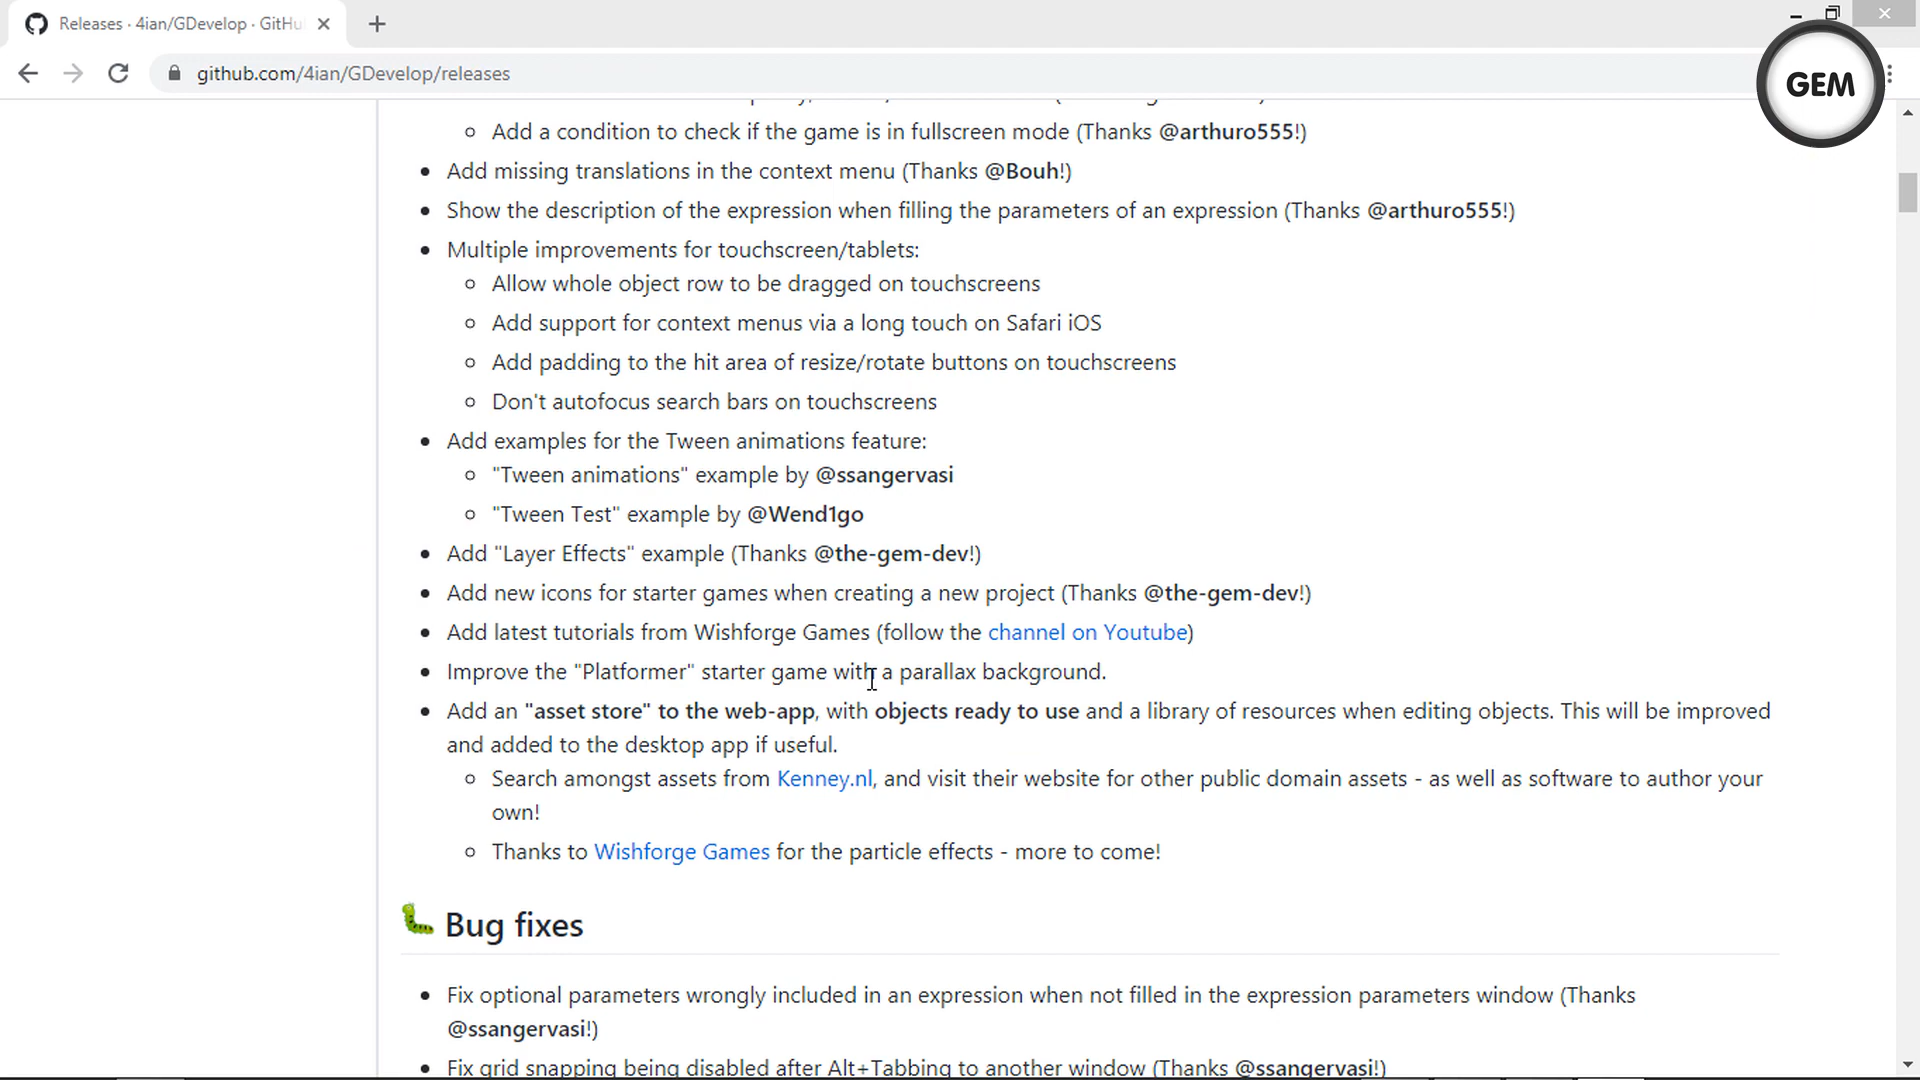 Releases · 4ian/GDevelop · GitHu
github.com/4ian/GDevelop/releases
GEM
Add a condition to check if the game is in fullscreen mode (Thanks @arthuro555!)
Add missing translations in the context menu (Thanks @Bouh!)
Show the description of the expression when filling the parameters of an expression (Thanks @arthuro555!)
Multiple improvements for touchscreen/tablets:
Allow whole object row to be dragged on touchscreens
Add support for context menus via a long touch on Safari iOS
Add padding to the hit area of resize/rotate buttons on touchscreens
Don't autofocus search bars on touchscreens
Add examples for the Tween animations feature:
"Tween animations" example by @ssangervasi
"Tween Test" example by @Wend1go
Add "Layer Effects" example (Thanks @the-gem-dev!)
Add new icons for starter games when creating a new project (Thanks @the-gem-dev!)
Add latest tutorials from Wishforge Games (follow the channel on Youtube)
Improve the "Platformer" starter game with a parallax background.
Add an "asset store" to the web-app, with objects ready to use and a library of resources when editing objects. This will be improved
and added to the desktop app if useful.
Search amongst assets from Kenney.nl, and visit their website for other public domain assets - as well as software to author your
own!
Thanks to Wishforge Games for the particle effects - more to come!
Bug fixes
Fix optional parameters wrongly included in an expression when not filled in the expression parameters window (Thanks
@ssangervasi!)
Fix grid snapping being disabled after Alt+Tabbing to another window (Thanks @ssangervasi!)